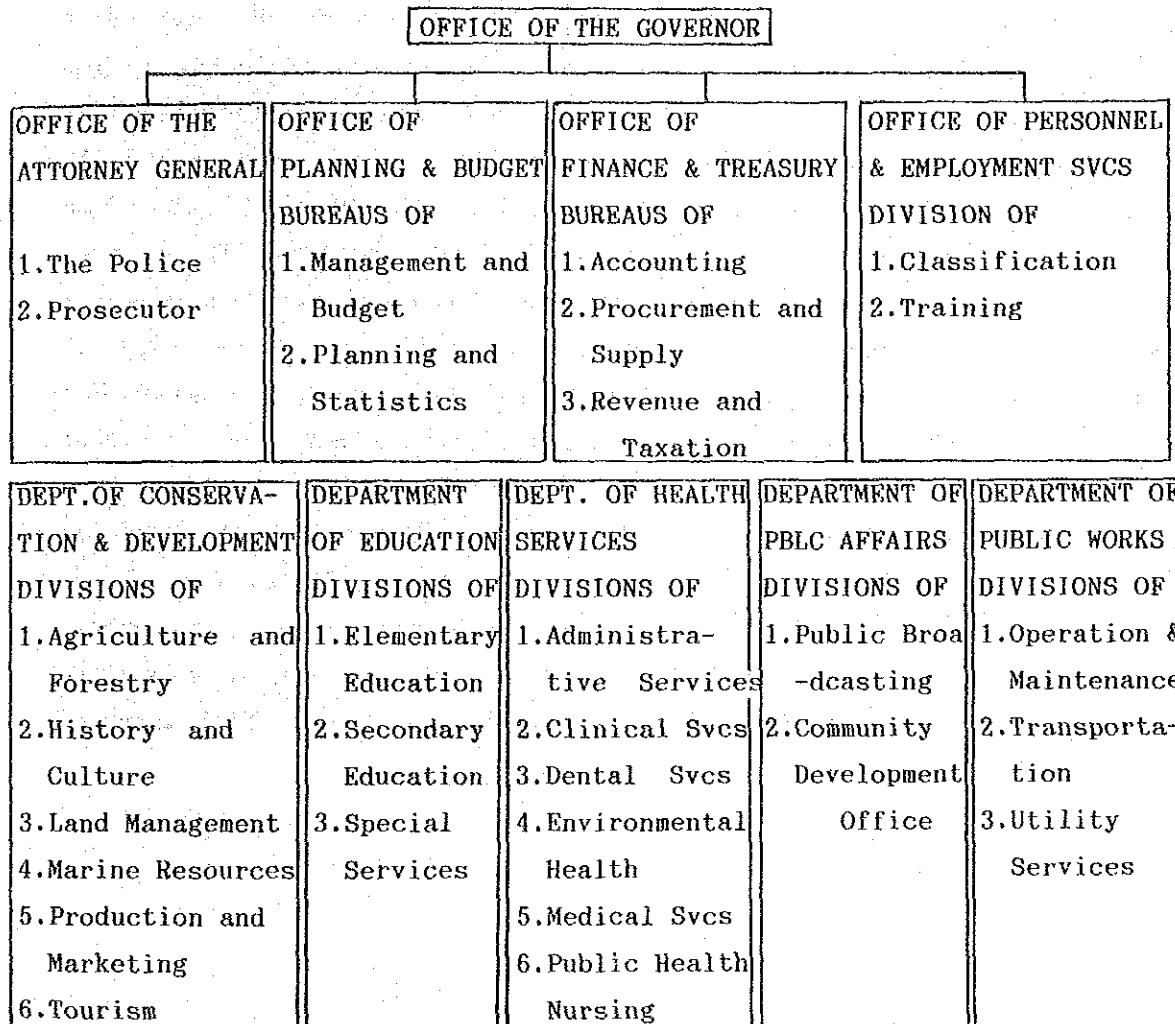 OFFICE OF THE GOVERNOR
OFFICE OF THE
ATTORNEY GENERAL
1.The Police
2.Prosecutor
OFFICE OF
PLANNING & BUDGET
BUREAUS OF
1.Management and
Budget
2.Planning and
Statistics
OFFICE OF
FINANCE & TREASURY
BUREAUS OF
1.Accounting
2.Procurement and
Supply
3.Revenue and
Taxation
OFFICE OF PERSONNEL
& EMPLOYMENT SVCS
DIVISION OF
1.Classification
2.Training
DEPT.OF CONSERVA-
TION & DEVELOPMENT
DIVISIONS OF
1.Agriculture and
Forestry
2.History and
Culture
3.Land Management
4.Marine Resources
5.Production and
Marketing
6.Tourism
DEPARTMENT
OF EDUCATION
DIVISIONS OF
1.Elementary
Education
2.Secondary
Education
3.Special
Services
DEPT. OF HEALTH
SERVICES
DIVISIONS OF
1.Administra-
tive Services
2.Clinical Svcs
3.Dental Svcs
4.Environmental
Health
5.Medical Svcs
6.Public Health
Nursing
DEPARTMENT OF
PBLC AFFAIRS
DIVISIONS OF
1.Public Broa
-dcasting
2.Community
Development
Office
DEPARTMENT OF
PUBLIC WORKS
DIVISIONS OF
1.Operation &
Maintenance
2.Transporta-
tion
3.Utility
Services